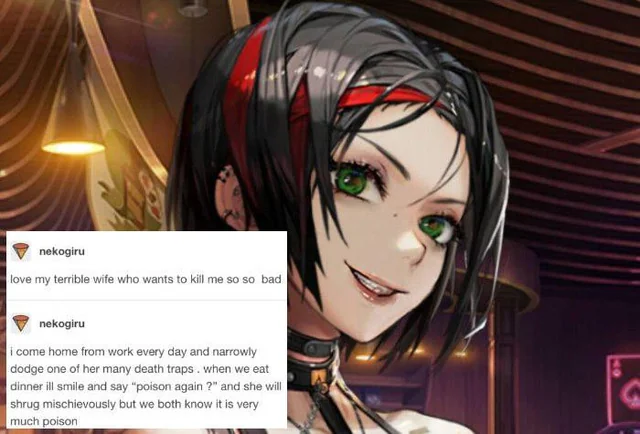 nekogiru
love my terrible wife who wants to kill me so so bad
nekogiru
i come home from work every day and narrowly
dodge one of her many death traps . when we eat
dinner ill smile and say “poison again ?” and she will
shrug mischievously but we both know it is very
much poison